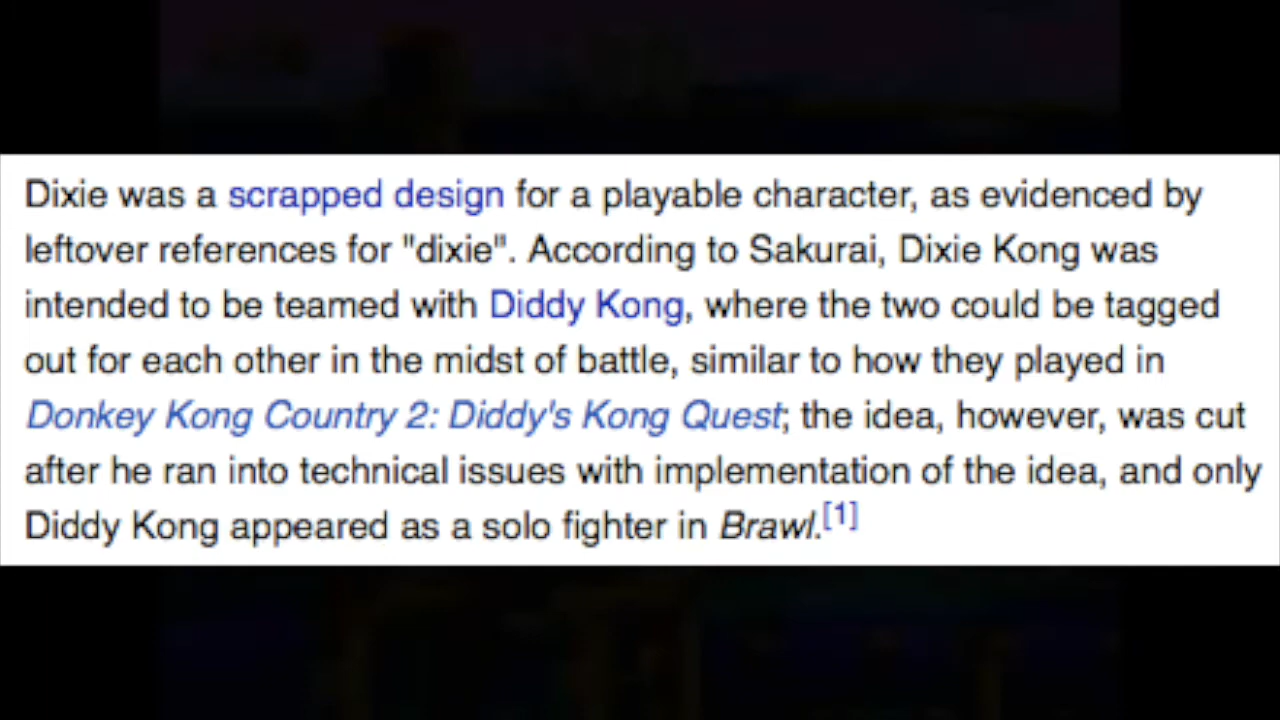 Dixie was a scrapped design for a playable character, as evidenced by
leftover references for "dixie". According to Sakurai, Dixie Kong was
intended to be teamed with Diddy Kong, where the two could be tagged
out for each other in the midst of battle, similar to how they played in
Donkey Kong Country 2: Diddy's Kong Quest; the idea, however, was cut
after he ran into technical issues with implementation of the idea, and only
Diddy Kong appeared as a solo fighter in Brawl.[1]